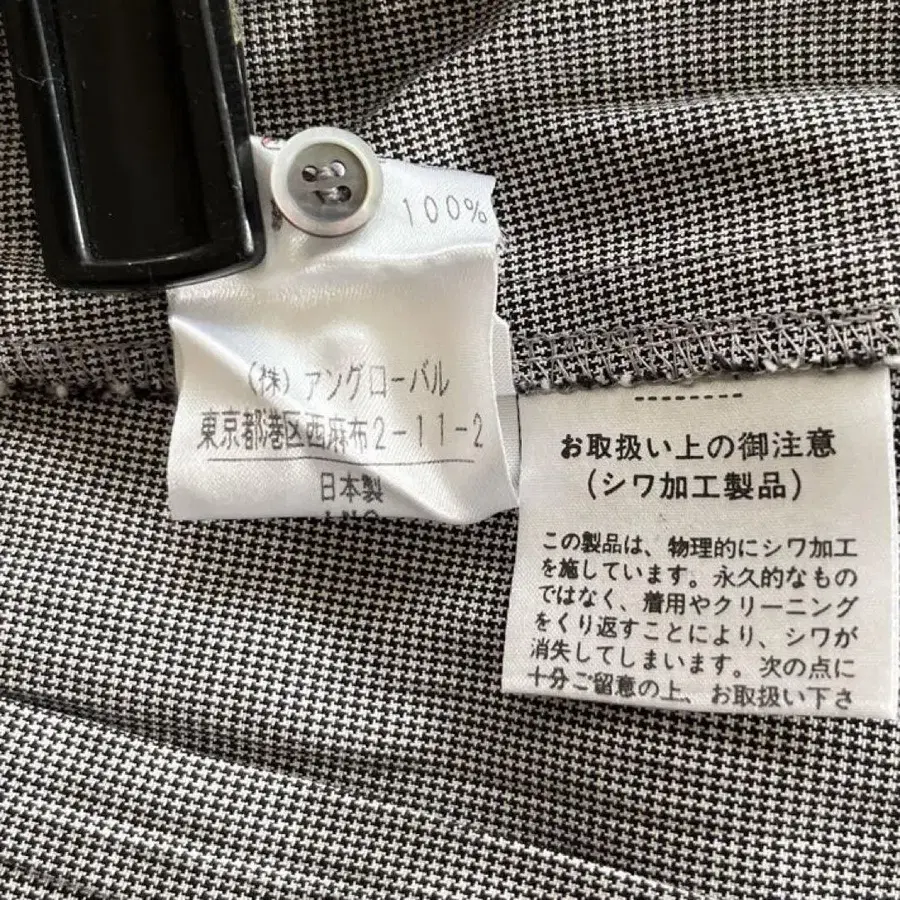 100%
(株) アングローバル
東京都港区西麻布2-11-2
日本製
お取扱い上の御注意
(シワ加工製品)
この製品は、物理的にシワ加工
を施しています。永久的なもの
ではなく、着用やクリーニング
をくり返すことにより、シワが
消失してしまいます。次の点に
十分ご留意の上、お取扱い下さ